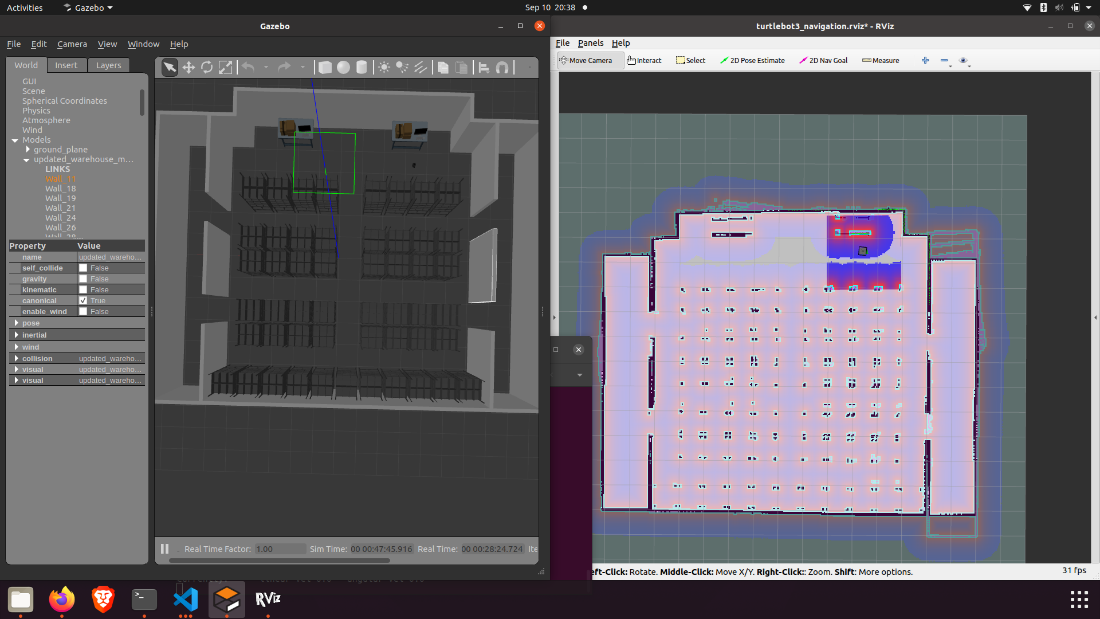 Activities
Gazebo
Sep 10 20:38
Gazebo
File Edit Camera View Window Help
World Insert Layers
GUI
Scene
Spherical Coordinates
Physics
Atmosphere
Wind
Models
ground_plane
updated_warehouse_m...
LINKS
Wall_11
Wall_18
Wall_19
Wall_21
Wall_24
Wall_26
Property Value
name updated_wareho...
self_collide False
gravity False
kinematic False
canonical True
enable_wind False
pose
inertial
wind
collision updated_wareho...
visual updated_wareho...
visual updated_wareho...
Real Time Factor: 1.00 Sim Time: 00 00:47:45.916 Real Time: 00 00:28:24.724 Ite
turtlebot3_navigation.rviz* - RViz
File Panels Help
Move Camera Interact Select 2D Pose Estimate 2D Nav Goal Measure
eft-Click: Rotate. Middle-Click: Move X/Y. Right-Click:: Zoom. Shift: More options.
31 fps
RViz